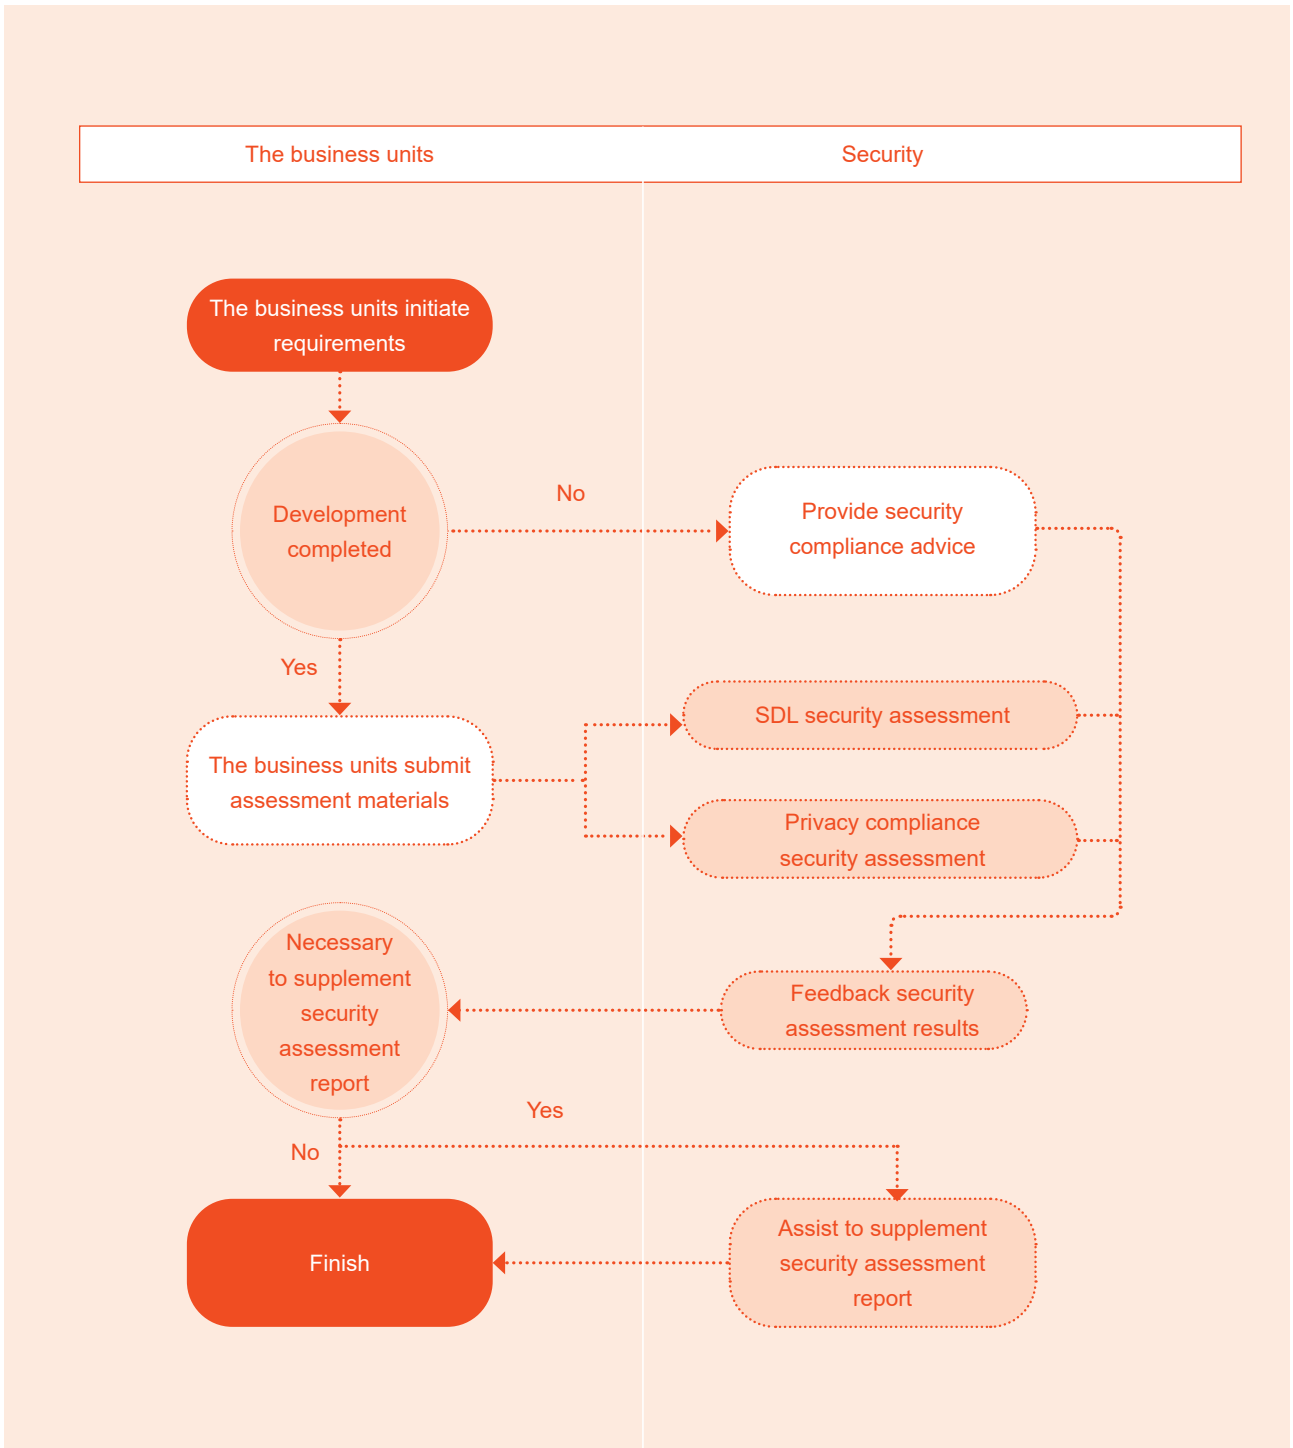 The business units
Security
The business units initiate
requirements
Development
completed
No
Provide security
compliance advice
Yes
The business units submit
assessment materials
SDL security assessment
Privacy compliance
security assessment
Necessary
to supplement
security
assessment
report
Feedback security
assessment results
Yes
No
Finish
Assist to supplement
security assessment
report